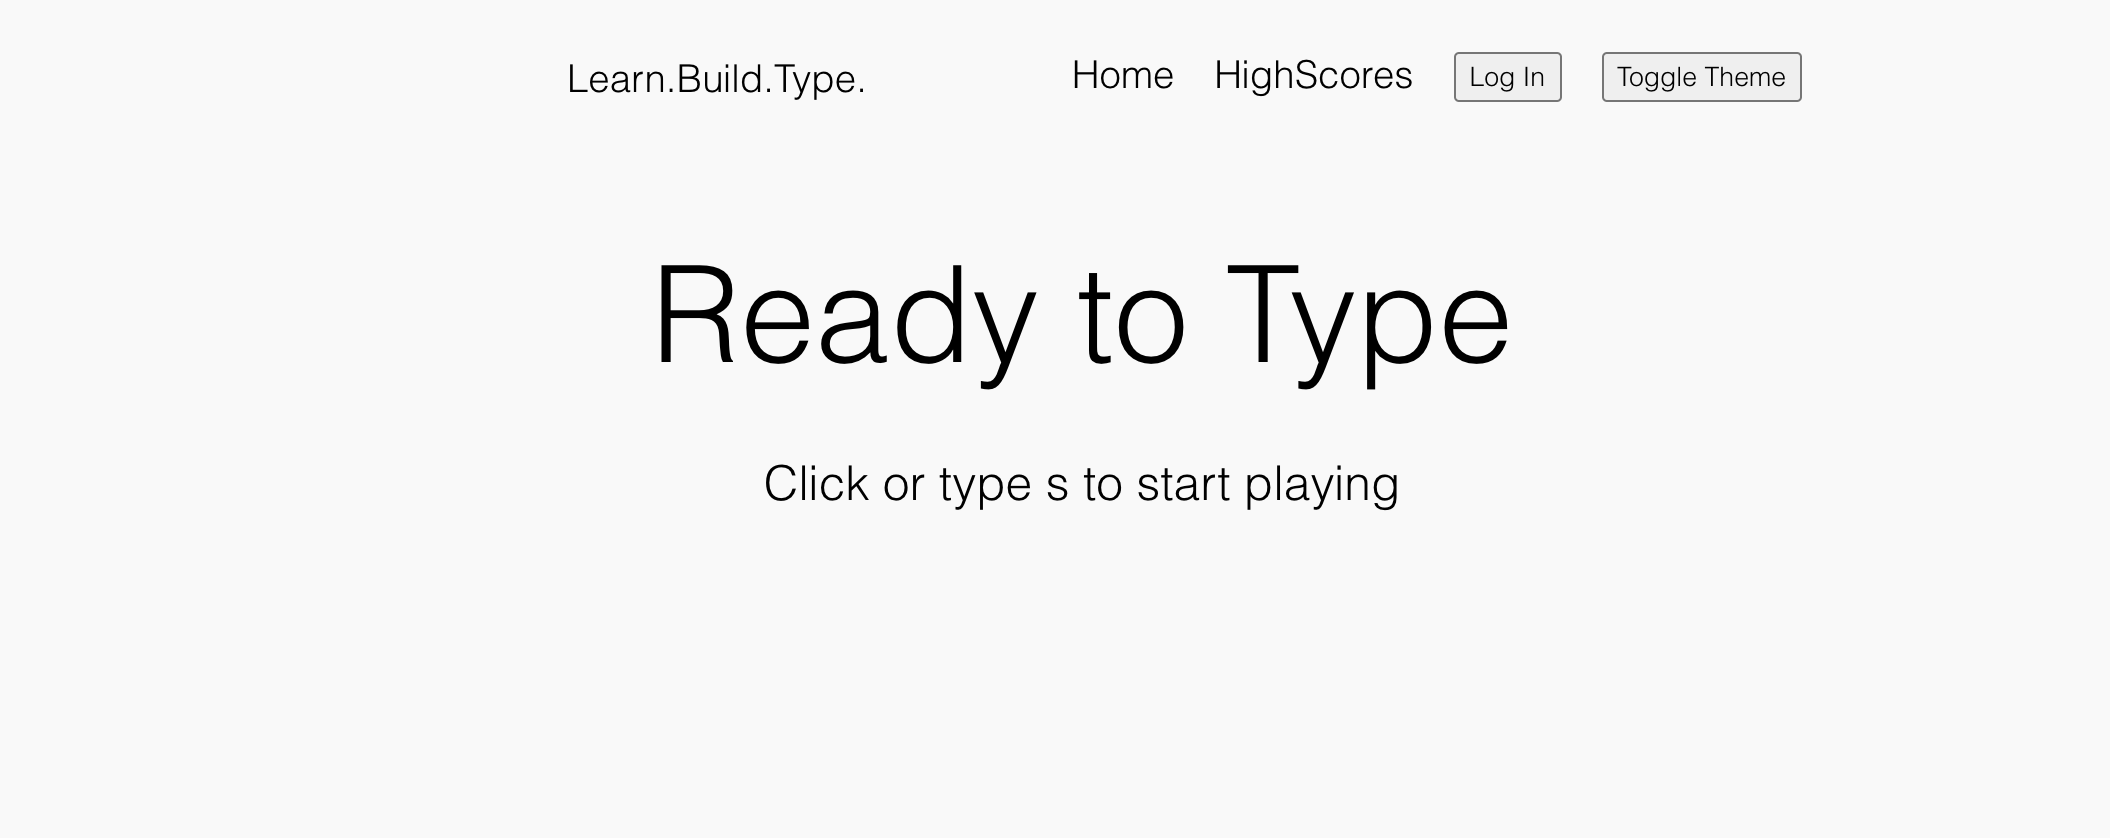 Learn.Build.Type.
Home HighScores Log In Toggle Theme
Ready to Type
Click or type s to start playing